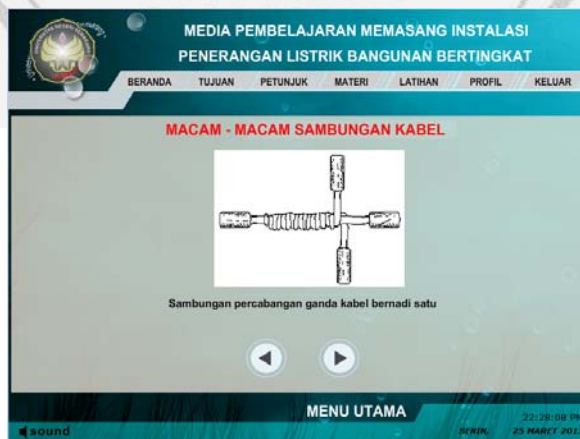 MEDIA PEMBELAJARAN MEMASANG INSTALASI
PENERANGAN LISTRIK BANGUNAN BERTINGKAT
BERANDA TUJUAN PETUNJUK MATERI LATIHAN PROFIL KELUAR
MACAM - MACAM SAMBUNGAN KABEL
Sambungan percabangan ganda kabel bernadi satu
MENU UTAMA
22:28:08 PM
sound
SENIN, 25 MARET 201